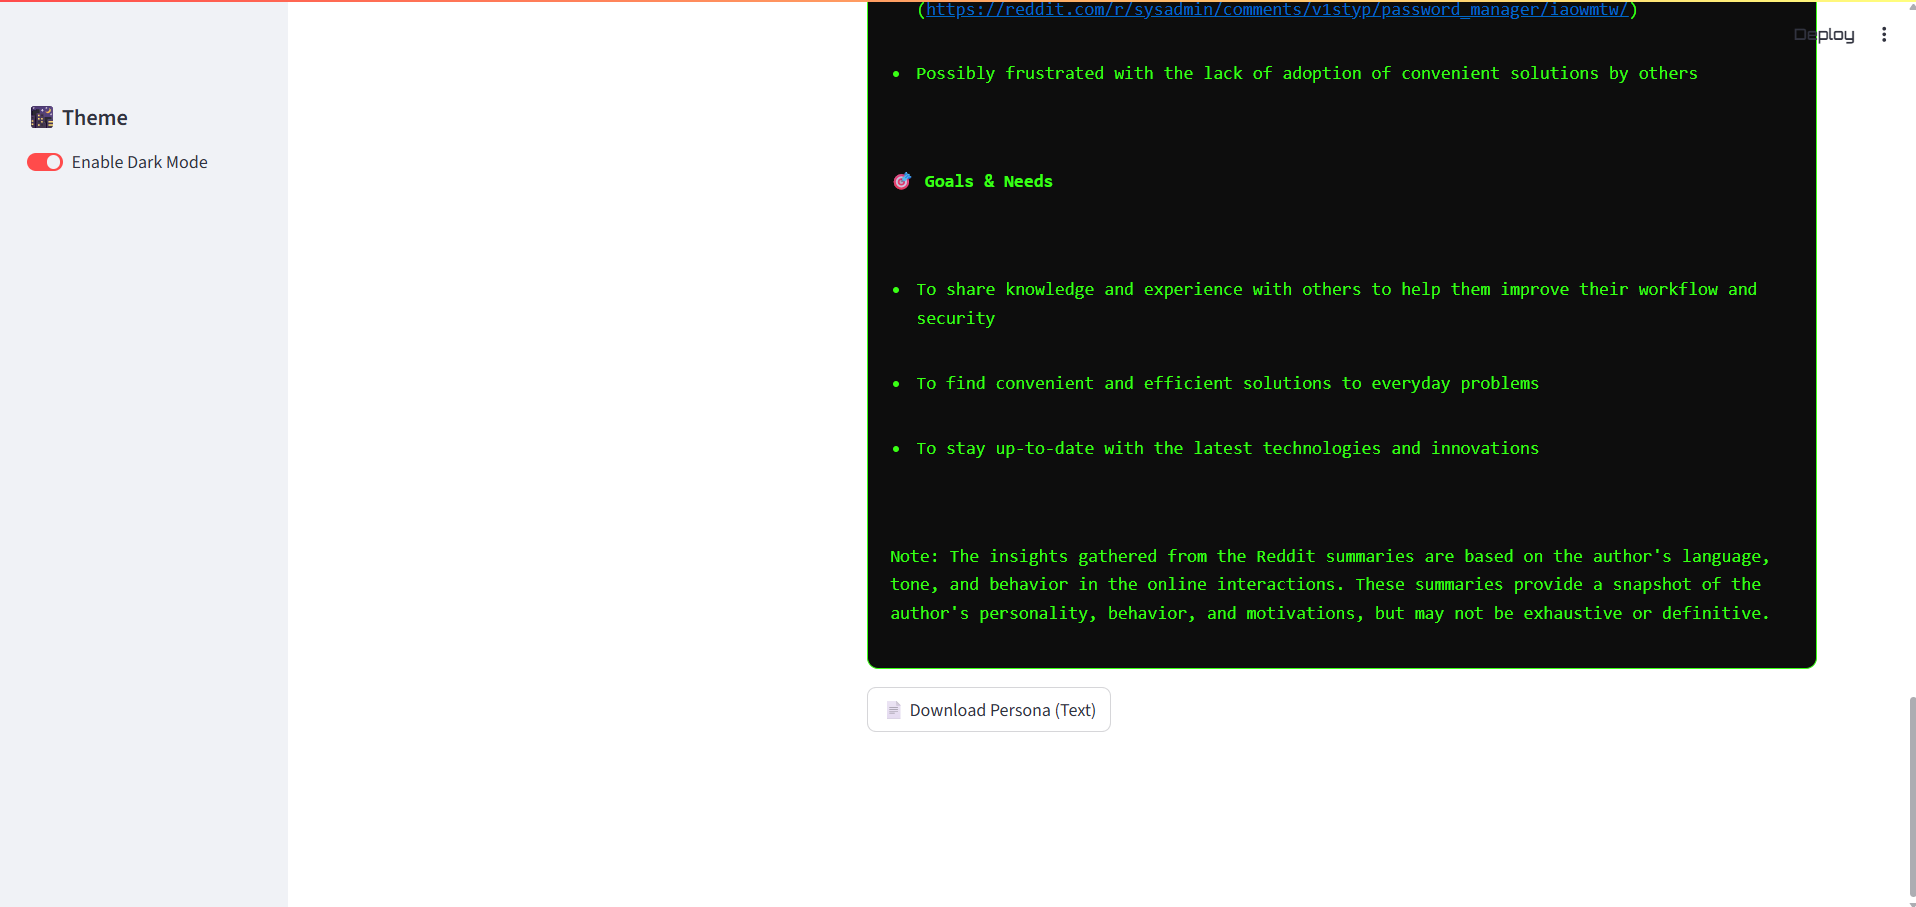 (https://reddit.com/r/sysadmin/comments/v1styp/password_manager/iaowmtw/)
Deploy
• Possibly frustrated with the lack of adoption of convenient solutions by others
Theme
Enable Dark Mode
🎯 Goals & Needs
• To share knowledge and experience with others to help them improve their workflow and
security
• To find convenient and efficient solutions to everyday problems
• To stay up-to-date with the latest technologies and innovations
Note: The insights gathered from the Reddit summaries are based on the author's language,
tone, and behavior in the online interactions. These summaries provide a snapshot of the
author's personality, behavior, and motivations, but may not be exhaustive or definitive.
Download Persona (Text)